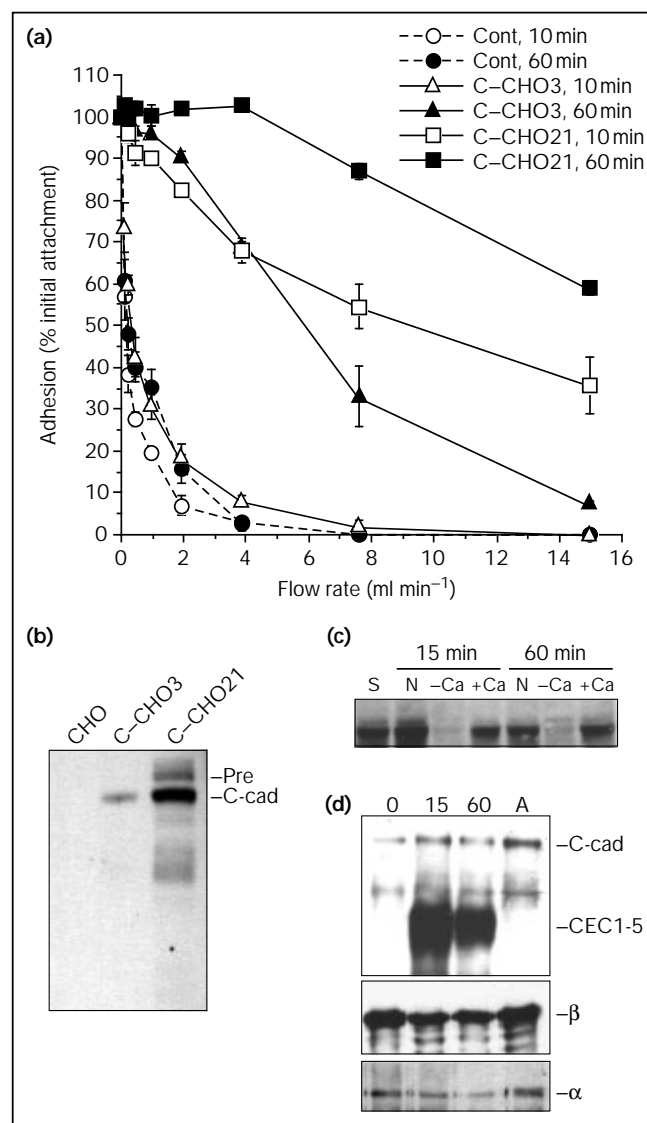 (a)
Cont, 10 min
Cont, 60 min
C–CHO3, 10 min
C–CHO3, 60 min
C–CHO21, 10 min
C–CHO21, 60 min
Adhesion (% initial attachment)
110
100
90
80
70
60
50
40
30
20
10
0
0 2 4 6 8 10 12 14 16
Flow rate (ml min⁻¹)
(b)
CHO
C–CHO3
C–CHO21
–Pre
–C-cad
(c)
15 min 60 min
S N –Ca +Ca N –Ca +Ca
(d)
0 15 60 A
–C-cad
–CEC1-5
–β
–α